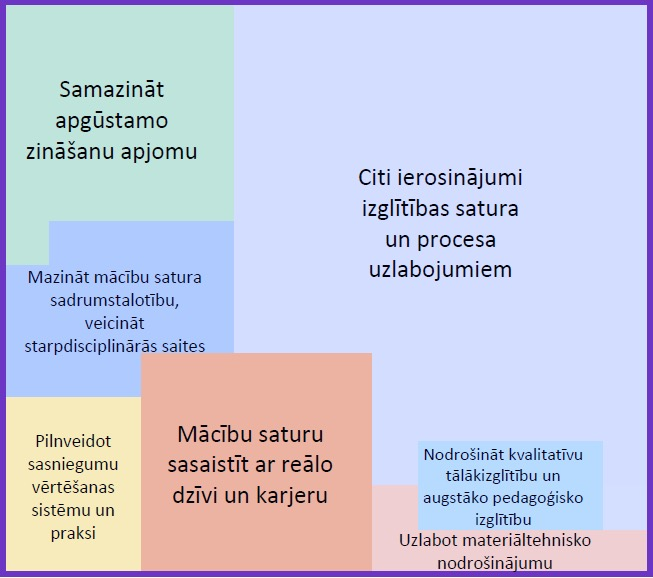 Samazināt
apgūstamo
zināšanu apjomu
Citi ierosinājumi
izglītības satura
un procesa
uzlabojumiem
Mazināt mācību satura
sadrumstalotību,
veicināt
starpdisciplinārās saites
Pilnveidot
sasniegumu
vērtēšanas
sistēmu un
praksi
Mācību saturu
sasaistīt ar reālo
dzīvi un karjeru
Nodrošināt kvalitatīvu
tālākizglītību un
augstāko pedagoģisko
izglītību
Uzlabot materiāltehnisko
nodrošinājumu